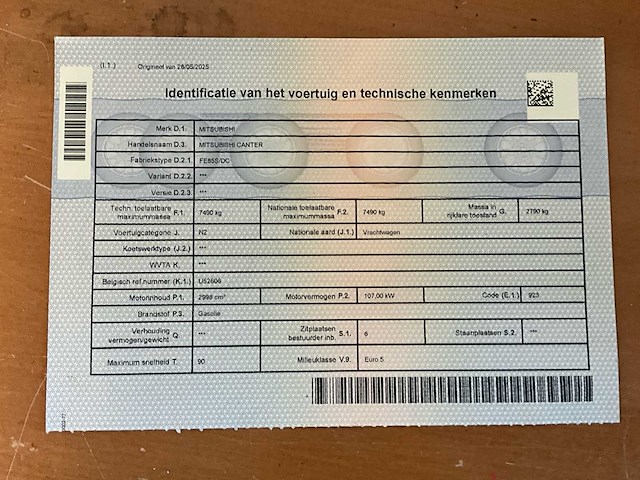 (I.1.) Origineel van 26/05/2025
Identificatie van het voertuig en technische kenmerken
Merk D.1. MITSUBISHI
Handelsnaam D.3. MITSUBISHI CANTER
Fabriekstype D.2.1. FE85S/DC
Variant D.2.2. ***
Versie D.2.3. ***
Techn. toelaatbare maximummassa F.1. 7490 kg Nationale toelaatbare maximummassa F.2. 7490 kg Massa in rijklare toestand G. 2790 kg
Voertuigcategorie J. N2 Nationale aard (J.1.) Vrachtwagen
Koetswerktype (J.2.) ***
WVTA K. ***
Belgisch ref.nummer (K.1.) U52606
Motorinhoud P.1. 2998 cm³ Motorvermogen P.2. 107,00 kW Code (E.1.) 923
Brandstof P.3. Gasolie
Verhouding vermogen/gewicht Q. *** Zitplaatsen bestuurder inb. S.1. 6 Staanplaatsen S.2. ***
Maximum snelheid T. 90 Milieuklasse V.9. Euro 5